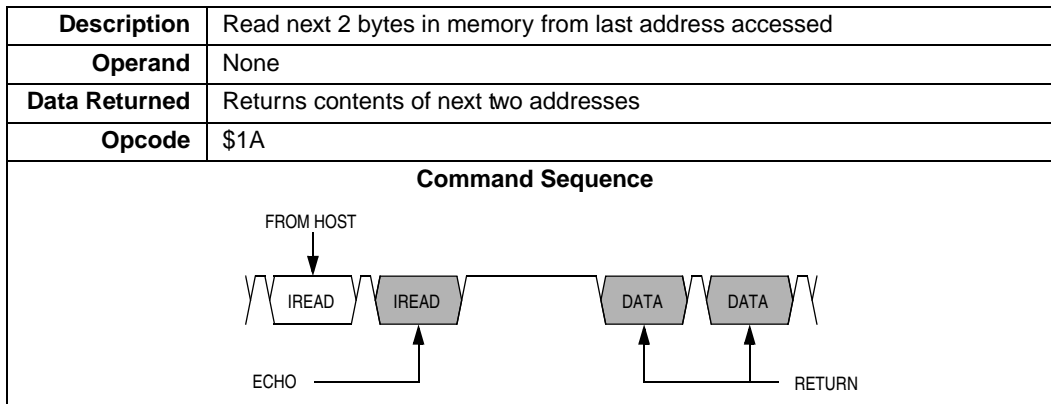 Description Read next 2 bytes in memory from last address accessed
Operand None
Data Returned Returns contents of next two addresses
Opcode $1A
Command Sequence
FROM HOST
IREAD IREAD DATA DATA
ECHO RETURN